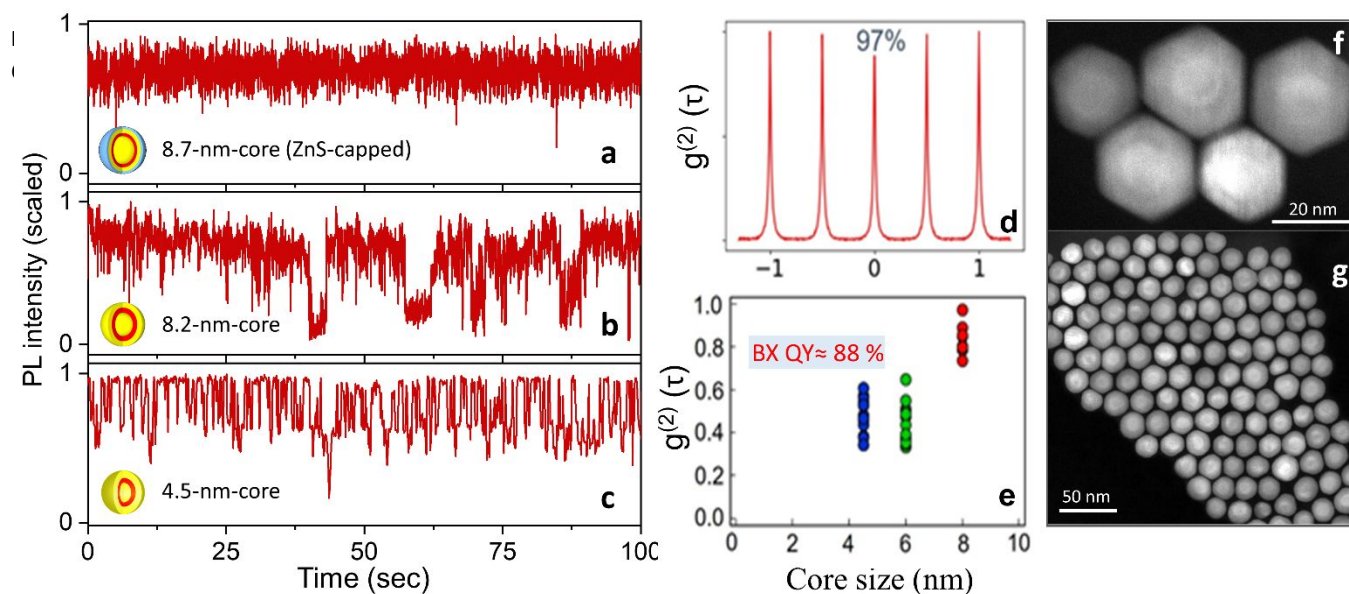 PL intensity (scaled)
1
0
8.7-nm-core (ZnS-capped)
a
1
0
8.2-nm-core
b
1
0
4.5-nm-core
c
0
25
50
75
100
Time (sec)
g(2) (τ)
97%
d
−1
0
1
g(2) (τ)
1.0
0.8
0.6
0.4
0.2
0.0
BX QY≈ 88 %
e
0
2
4
6
8
10
Core size (nm)
f
20 nm
g
50 nm